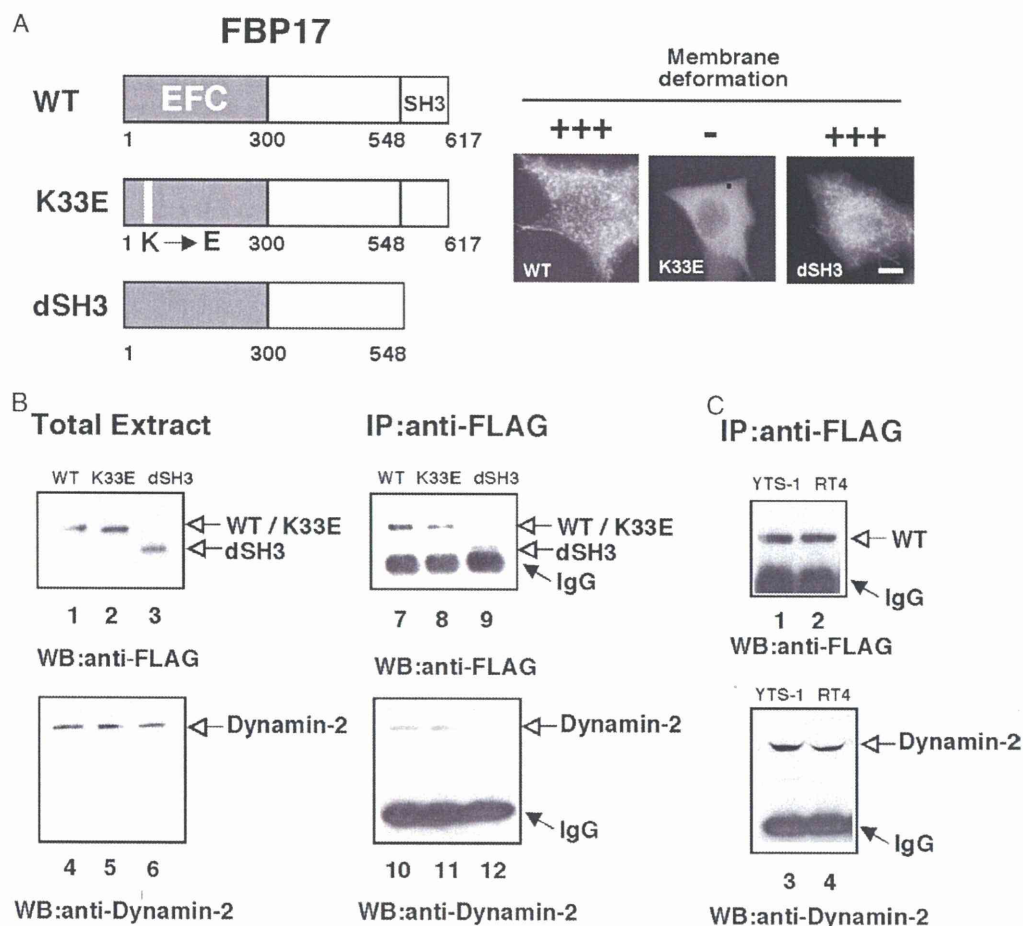 A
FBP17
WT
EFC
SH3
1 300 548 617
K33E
1 K → E 300 548 617
dSH3
1 300 548
Membrane
deformation
+++ - +++
WT K33E dSH3
B
Total Extract
WT K33E dSH3
WT / K33E
dSH3
1 2 3
WB:anti-FLAG
Dynamin-2
4 5 6
WB:anti-Dynamin-2
IP:anti-FLAG
WT K33E dSH3
WT / K33E
dSH3
IgG
7 8 9
WB:anti-FLAG
Dynamin-2
IgG
10 11 12
WB:anti-Dynamin-2
C
IP:anti-FLAG
YTS-1 RT4
WT
IgG
1 2
WB:anti-FLAG
YTS-1 RT4
Dynamin-2
IgG
3 4
WB:anti-Dynamin-2